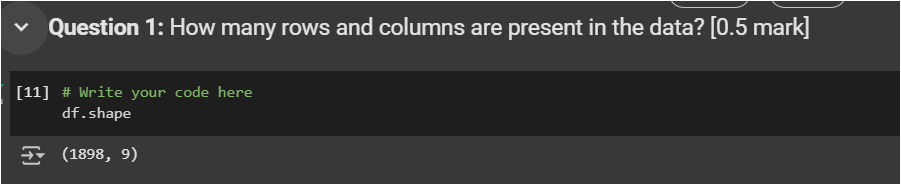 Question 1: How many rows and columns are present in the data? [0.5 mark]
[11] # Write your code here
df.shape
(1898, 9)